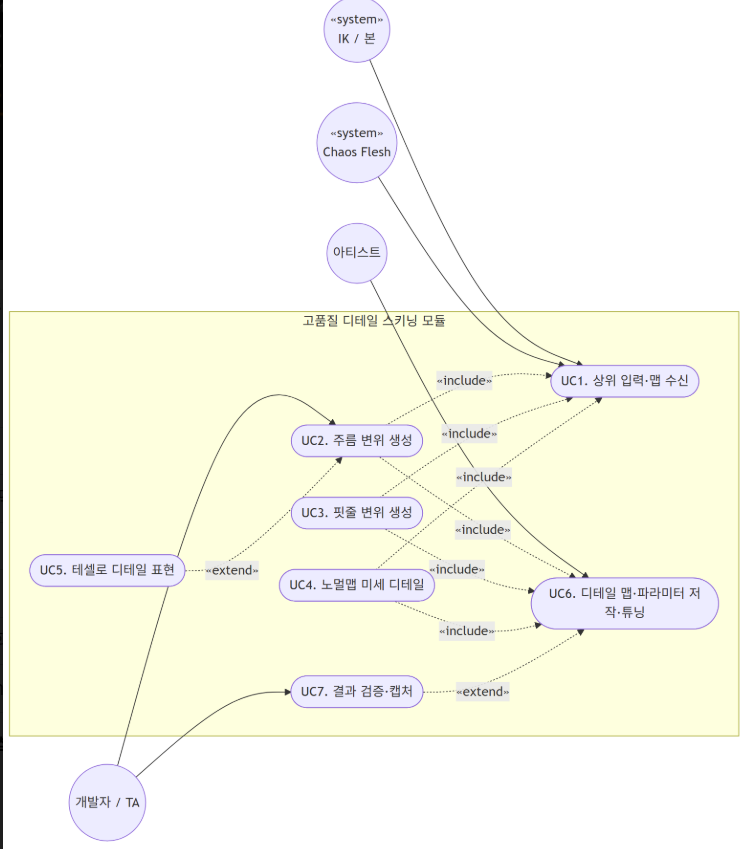 «system»
IK / 본
«system»
Chaos Flesh
아티스트
고품질 디테일 스키닝 모듈
«include»
UC1. 상위 입력·맵 수신
UC2. 주름 변위 생성
«include»
«include»
UC3. 핏줄 변위 생성
«include»
UC5. 테셀로 디테일 표현
«extend»
«include»
UC4. 노멀맵 미세 디테일
UC6. 디테일 맵·파라미터 저
작·튜닝
«include»
UC7. 결과 검증·캡처
«extend»
개발자 / TA